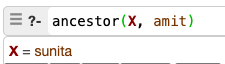 ?- ancestor(X, amit)
X = sunita